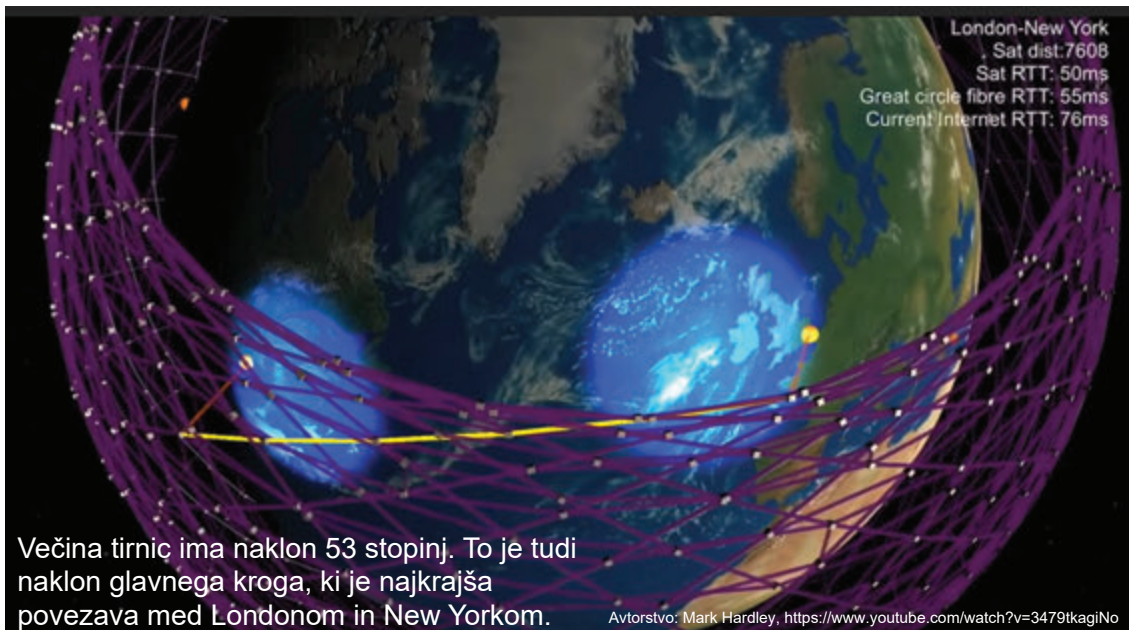 London-New York
Sat dist:7608
Sat RTT: 50ms
Great circle fibre RTT: 55ms
Current Internet RTT: 76ms
Večina tirnic ima naklon 53 stopinj. To je tudi
naklon glavnega kroga, ki je najkrajša
povezava med Londonom in New Yorkom.
Avtorstvo: Mark Hardley, https://www.youtube.com/watch?v=3479tkagiNo